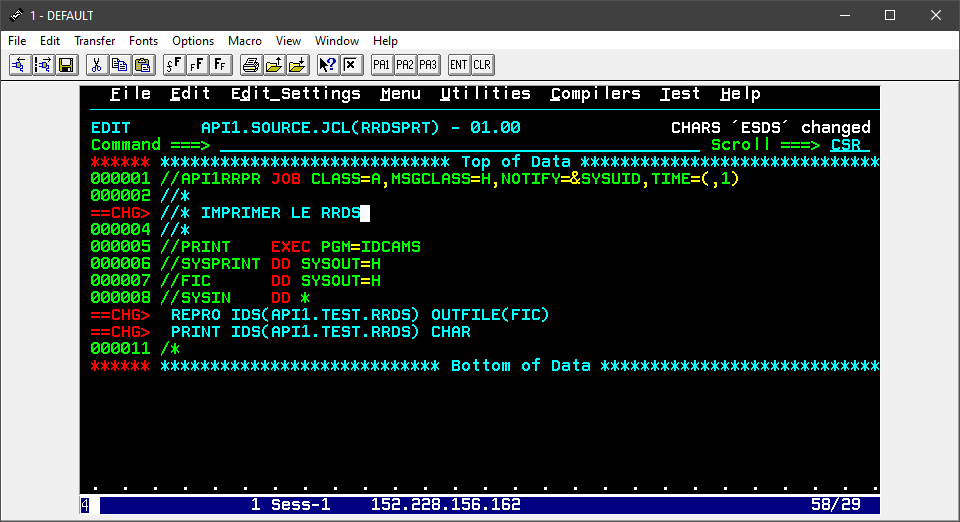 1 - DEFAULT
File Edit Transfer Fonts Options Macro View Window Help
PA1 PA2 PA3 ENT CLR
File Edit Edit_Settings Menu Utilities Compilers Test Help
EDIT API1.SOURCE.JCL(RRDSPRT) - 01.00 CHARS ´ESDS´ changed
Command ===> Scroll ===> CSR
****** **************************** Top of Data ******************************
000001 //API1RRPR JOB CLASS=A,MSGCLASS=H,NOTIFY=&SYSUID,TIME=(,1)
000002 //*
==CHG> //* IMPRIMER LE RRDS
000004 //*
000005 //PRINT EXEC PGM=IDCAMS
000006 //SYSPRINT DD SYSOUT=H
000007 //FIC DD SYSOUT=H
000008 //SYSIN DD *
==CHG> REPRO IDS(API1.TEST.RRDS) OUTFILE(FIC)
==CHG> PRINT IDS(API1.TEST.RRDS) CHAR
000011 /*
****** *************************** Bottom of Data ****************************
. . . . . . . . . . . . . . . . . . . . . . . . . . .
4 1 Sess-1 152.228.156.162 58/29